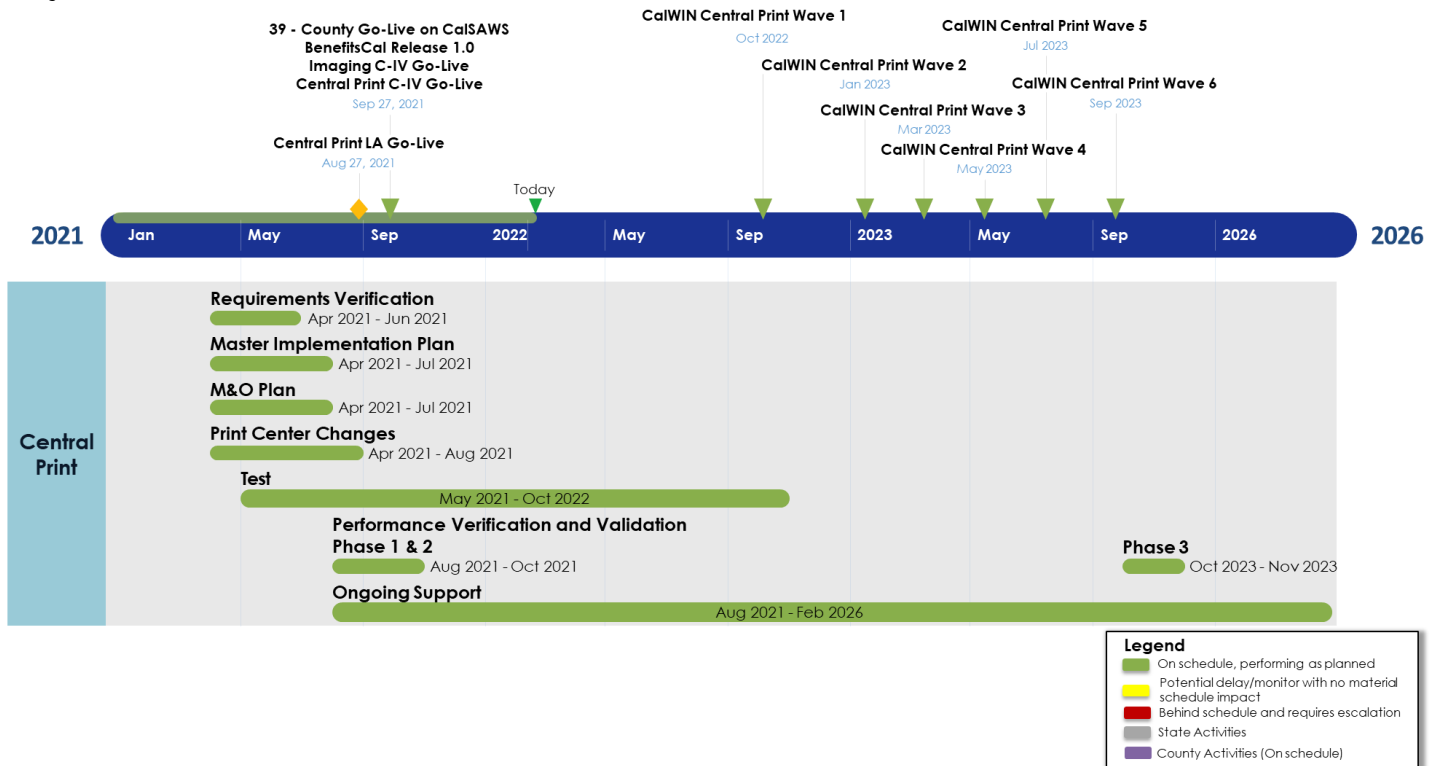 39 - County Go-Live on CalSAWS
BenefitsCal Release 1.0
Imaging C-IV Go-Live
Central Print C-IV Go-Live
Sep 27, 2021
Central Print LA Go-Live
Aug 27, 2021
Today
CalWIN Central Print Wave 1
Oct 2022
CalWIN Central Print Wave 2
Jan 2023
CalWIN Central Print Wave 3
Mar 2023
CalWIN Central Print Wave 4
May 2023
CalWIN Central Print Wave 5
Jul 2023
CalWIN Central Print Wave 6
Sep 2023
2021 Jan May Sep 2022 May Sep 2023 May Sep 2026 2026
Central
Print
Requirements Verification
Apr 2021 - Jun 2021
Master Implementation Plan
Apr 2021 - Jul 2021
M&O Plan
Apr 2021 - Jul 2021
Print Center Changes
Apr 2021 - Aug 2021
Test
May 2021 - Oct 2022
Performance Verification and Validation
Phase 1 & 2
Aug 2021 - Oct 2021
Phase 3
Oct 2023 - Nov 2023
Ongoing Support
Aug 2021 - Feb 2026
Legend
On schedule, performing as planned
Potential delay/monitor with no material
schedule impact
Behind schedule and requires escalation
State Activities
County Activities (On schedule)